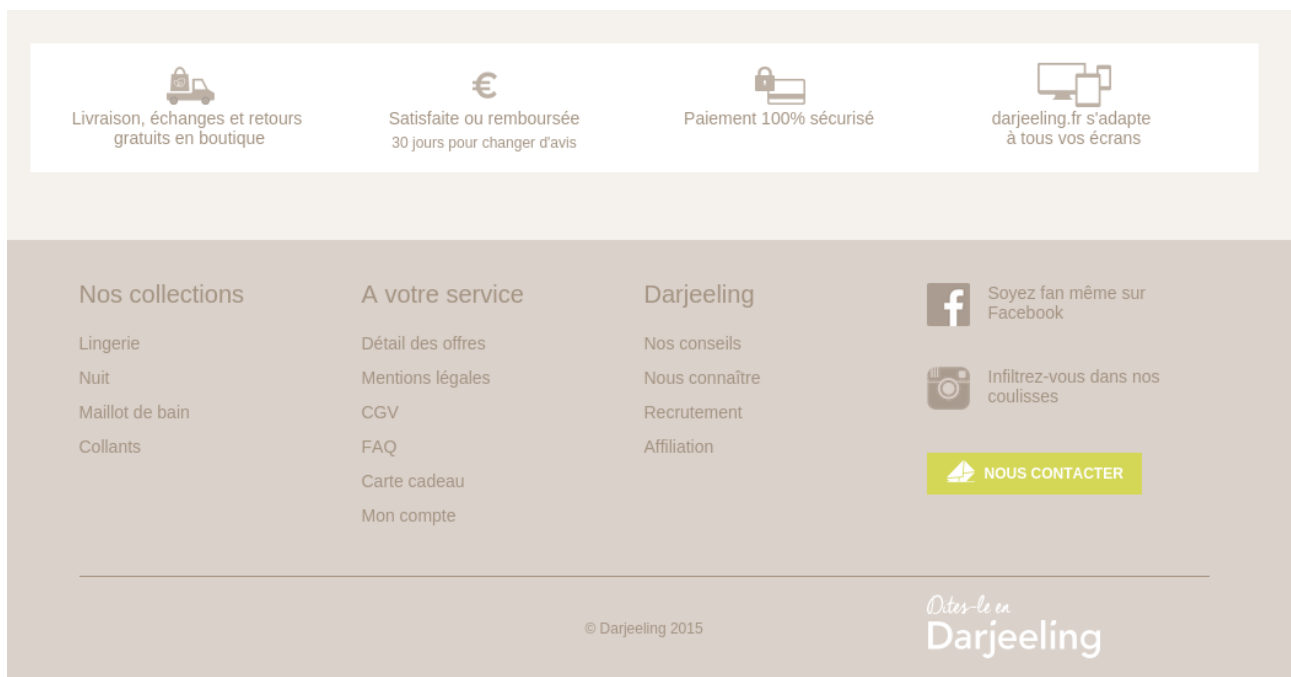 Livraison, échanges et retours
gratuits en boutique
€
Satisfaite ou remboursée
30 jours pour changer d'avis
Paiement 100% sécurisé
darjeeling.fr s'adapte
à tous vos écrans
Nos collections
Lingerie
Nuit
Maillot de bain
Collants
A votre service
Détail des offres
Mentions légales
CGV
FAQ
Carte cadeau
Mon compte
Darjeeling
Nos conseils
Nous connaître
Recrutement
Affiliation
Soyez fan même sur
Facebook
Infiltrez-vous dans nos
coulisses
NOUS CONTACTER
© Darjeeling 2015
Dites-le en
Darjeeling